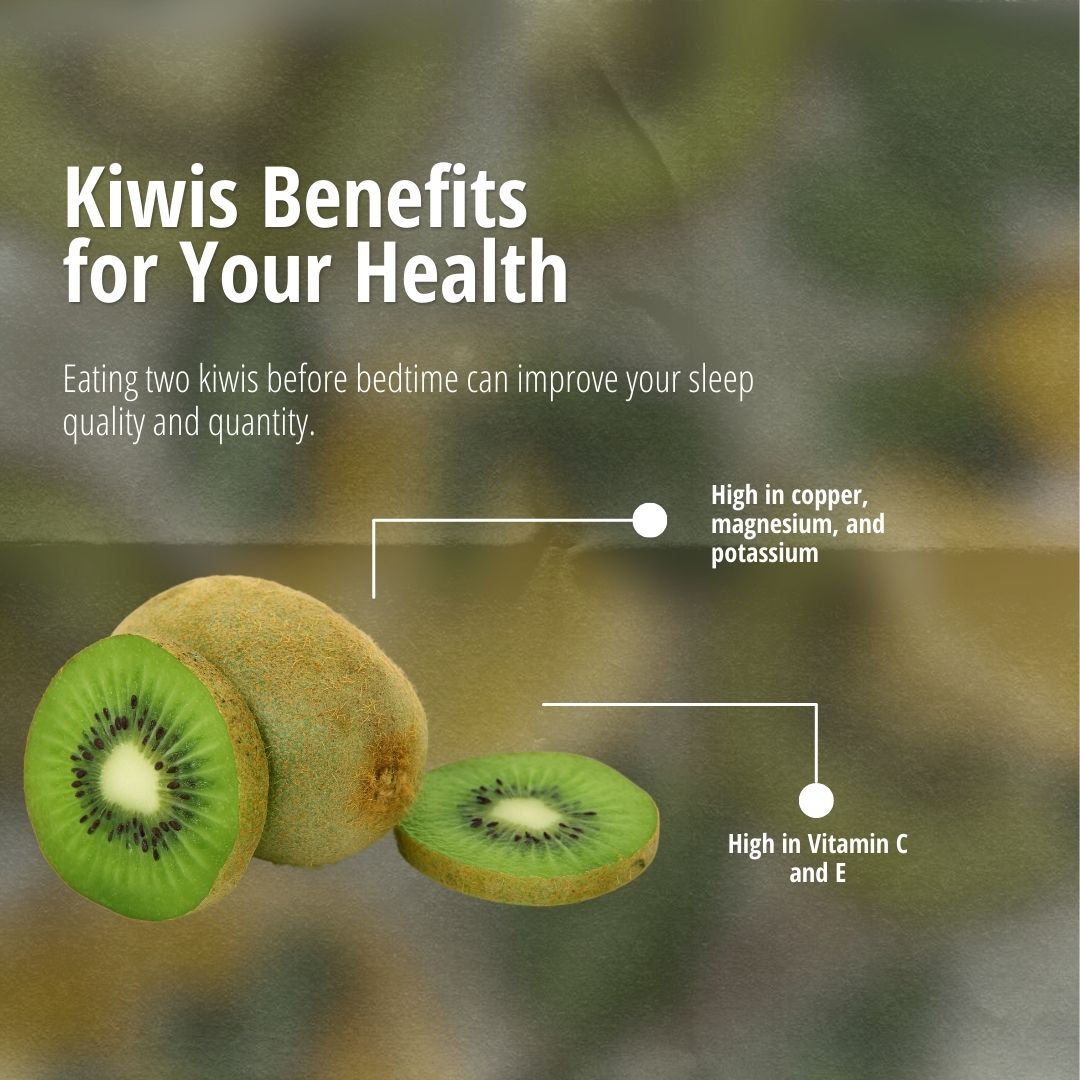 Kiwis Benefits
for Your Health
Eating two kiwis before bedtime can improve your sleep
quality and quantity.
High in copper,
magnesium, and
potassium
High in Vitamin C
and E